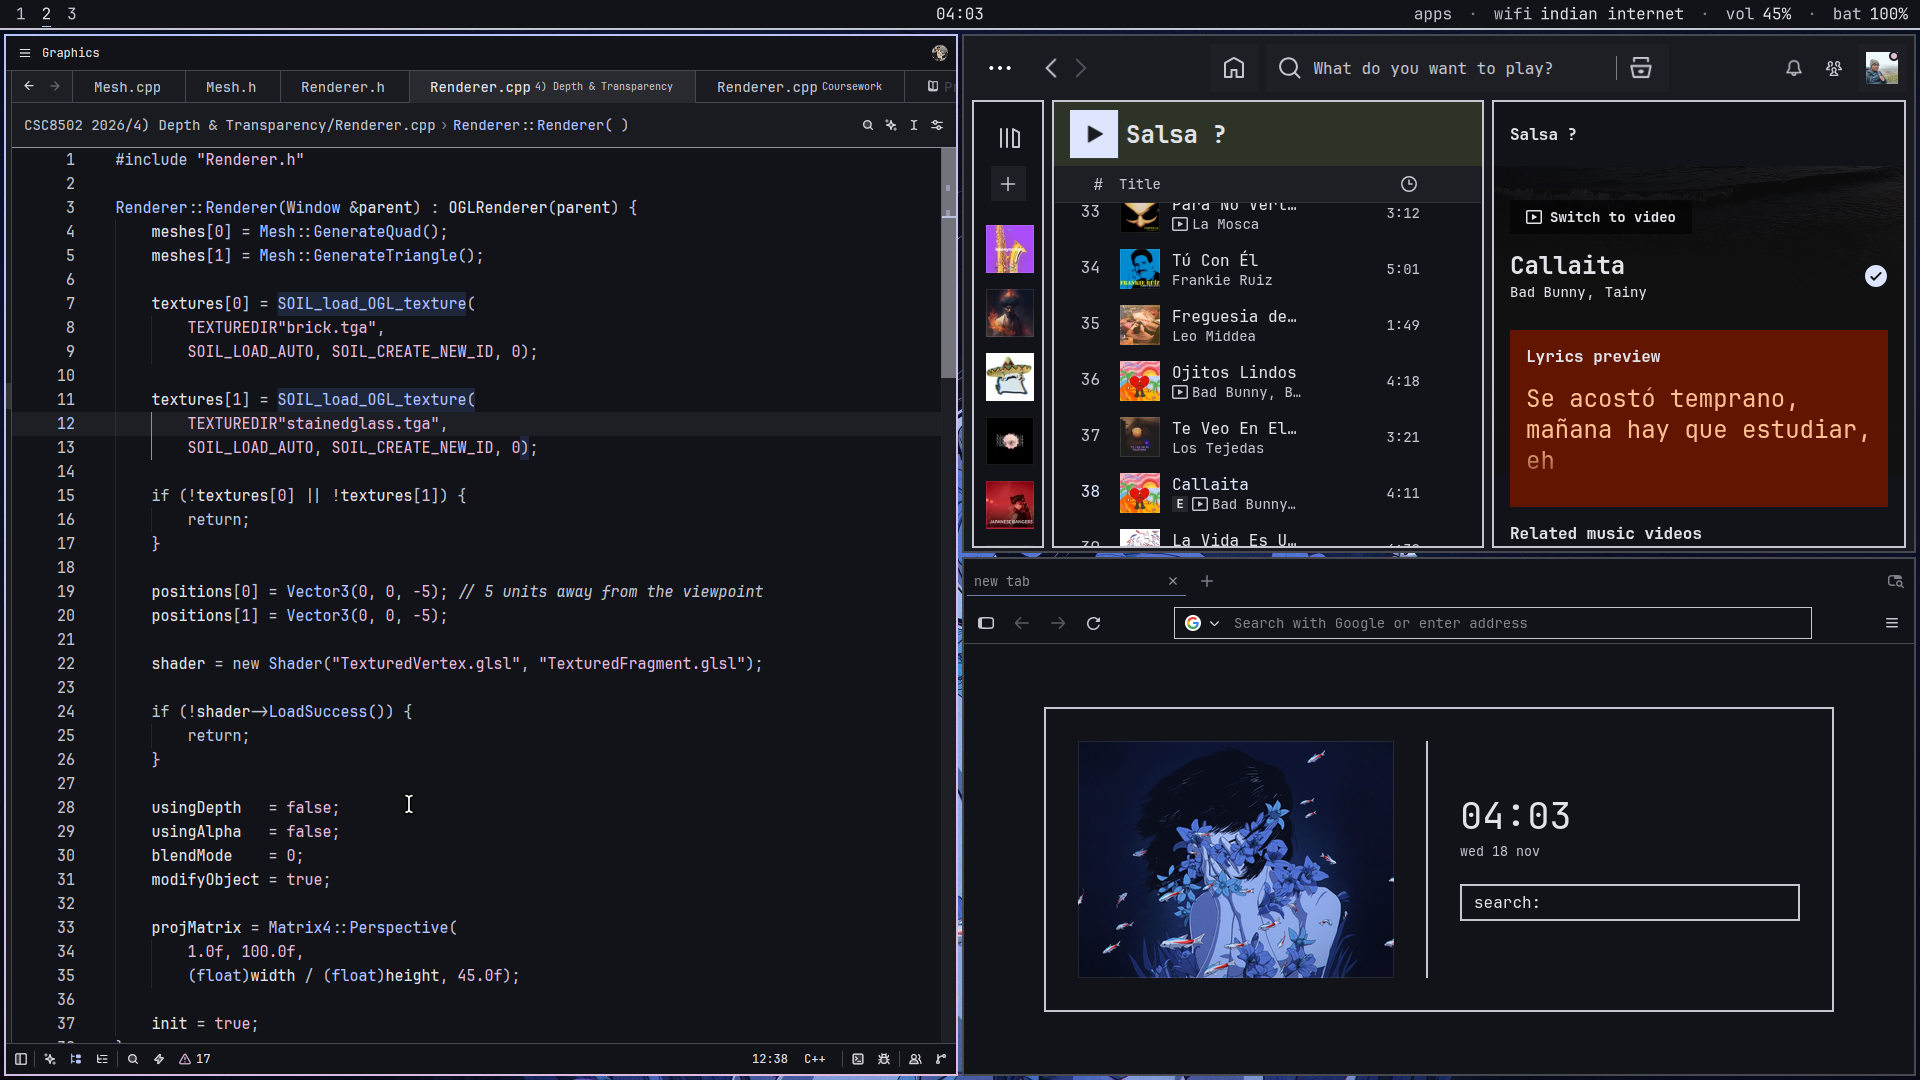 1 2 3
04:03
apps · wifi indian internet · vol 45% · bat 100%
Graphics
Mesh.cpp
Mesh.h
Renderer.h
Renderer.cpp 4) Depth & Transparency
Renderer.cpp Coursework
CSC8502 2026/4) Depth & Transparency/Renderer.cpp › Renderer::Renderer( )
1 #include "Renderer.h"
2
3 Renderer::Renderer(Window &parent) : OGLRenderer(parent) {
4 meshes[0] = Mesh::GenerateQuad();
5 meshes[1] = Mesh::GenerateTriangle();
6
7 textures[0] = SOIL_load_OGL_texture(
8 TEXTUREDIR"brick.tga",
9 SOIL_LOAD_AUTO, SOIL_CREATE_NEW_ID, 0);
10
11 textures[1] = SOIL_load_OGL_texture(
12 TEXTUREDIR"stainedglass.tga",
13 SOIL_LOAD_AUTO, SOIL_CREATE_NEW_ID, 0);
14
15 if (!textures[0] || !textures[1]) {
16 return;
17 }
18
19 positions[0] = Vector3(0, 0, -5); // 5 units away from the viewpoint
20 positions[1] = Vector3(0, 0, -5);
21
22 shader = new Shader("TexturedVertex.glsl", "TexturedFragment.glsl");
23
24 if (!shader->LoadSuccess()) {
25 return;
26 }
27
28 usingDepth = false;
29 usingAlpha = false;
30 blendMode = 0;
31 modifyObject = true;
32
33 projMatrix = Matrix4::Perspective(
34 1.0f, 100.0f,
35 (float)width / (float)height, 45.0f);
36
37 init = true;
17
12:38 C++
What do you want to play?
Salsa ?
# Title
33 Para No Vert…
La Mosca
3:12
34 Tú Con Él
Frankie Ruiz
5:01
35 Freguesia de…
Leo Middea
1:49
36 Ojitos Lindos
Bad Bunny, B…
4:18
37 Te Veo En El…
Los Tejedas
3:21
38 Callaita
E Bad Bunny…
4:11
La Vida Es U…
FRANKIE RUÍZ
JAPANESE BANGERS
Salsa ?
Switch to video
Callaita
Bad Bunny, Tainy
Lyrics preview
Se acostó temprano,
mañana hay que estudiar,
eh
Related music videos
new tab
Search with Google or enter address
04:03
wed 18 nov
search: